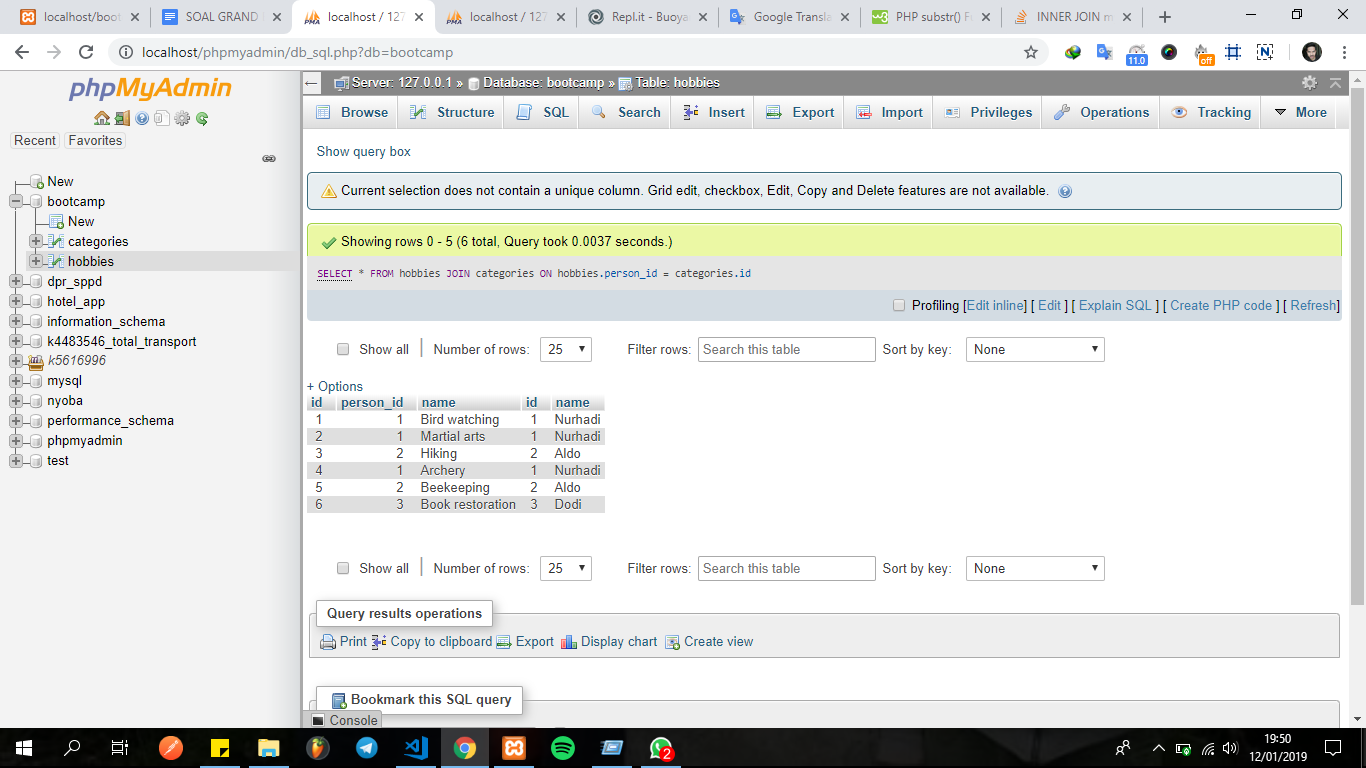 localhost/boot
SOAL GRAND
localhost / 127
localhost / 127
Repl.it - Buoya
Google Transla
PHP substr() Fu
INNER JOIN m
localhost/phpmyadmin/db_sql.php?db=bootcamp
11.0
off
phpMyAdmin
Recent Favorites
New
bootcamp
New
categories
hobbies
dpr_sppd
hotel_app
information_schema
k4483546_total_transport
k5616996
mysql
nyoba
performance_schema
phpmyadmin
test
Server: 127.0.0.1 » Database: bootcamp » Table: hobbies
Browse Structure SQL Search Insert Export Import Privileges Operations Tracking More
Show query box
Current selection does not contain a unique column. Grid edit, checkbox, Edit, Copy and Delete features are not available.
Showing rows 0 - 5 (6 total, Query took 0.0037 seconds.)
SELECT * FROM hobbies JOIN categories ON hobbies.person_id = categories.id
Profiling [Edit inline] [ Edit ] [ Explain SQL ] [ Create PHP code ] [ Refresh]
Show all | Number of rows: 25 Filter rows: Search this table Sort by key: None
+ Options
id person_id name id name
1 1 Bird watching 1 Nurhadi
2 1 Martial arts 1 Nurhadi
3 2 Hiking 2 Aldo
4 1 Archery 1 Nurhadi
5 2 Beekeeping 2 Aldo
6 3 Book restoration 3 Dodi
Show all | Number of rows: 25 Filter rows: Search this table Sort by key: None
Query results operations
Print Copy to clipboard Export Display chart Create view
Bookmark this SQL query
Console
2
19:50
12/01/2019